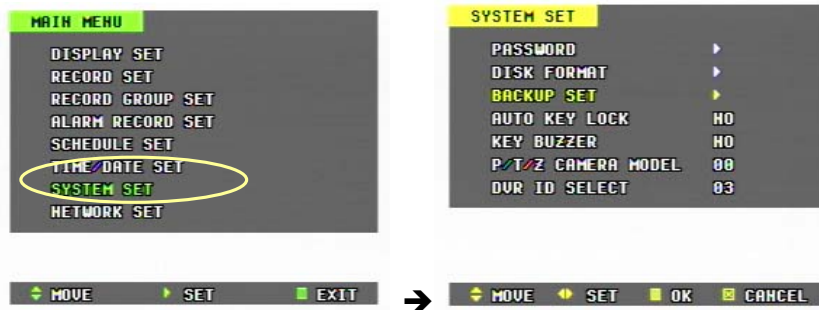 MAIN MENU
DISPLAY SET
RECORD SET
RECORD GROUP SET
ALARM RECORD SET
SCHEDULE SET
TIME/DATE SET
SYSTEM SET
NETWORK SET
MOVE SET EXIT
SYSTEM SET
PASSWORD
DISK FORMAT
BACKUP SET
AUTO KEY LOCK NO
KEY BUZZER NO
P/T/Z CAMERA MODEL 00
DVR ID SELECT 03
MOVE SET OK CANCEL